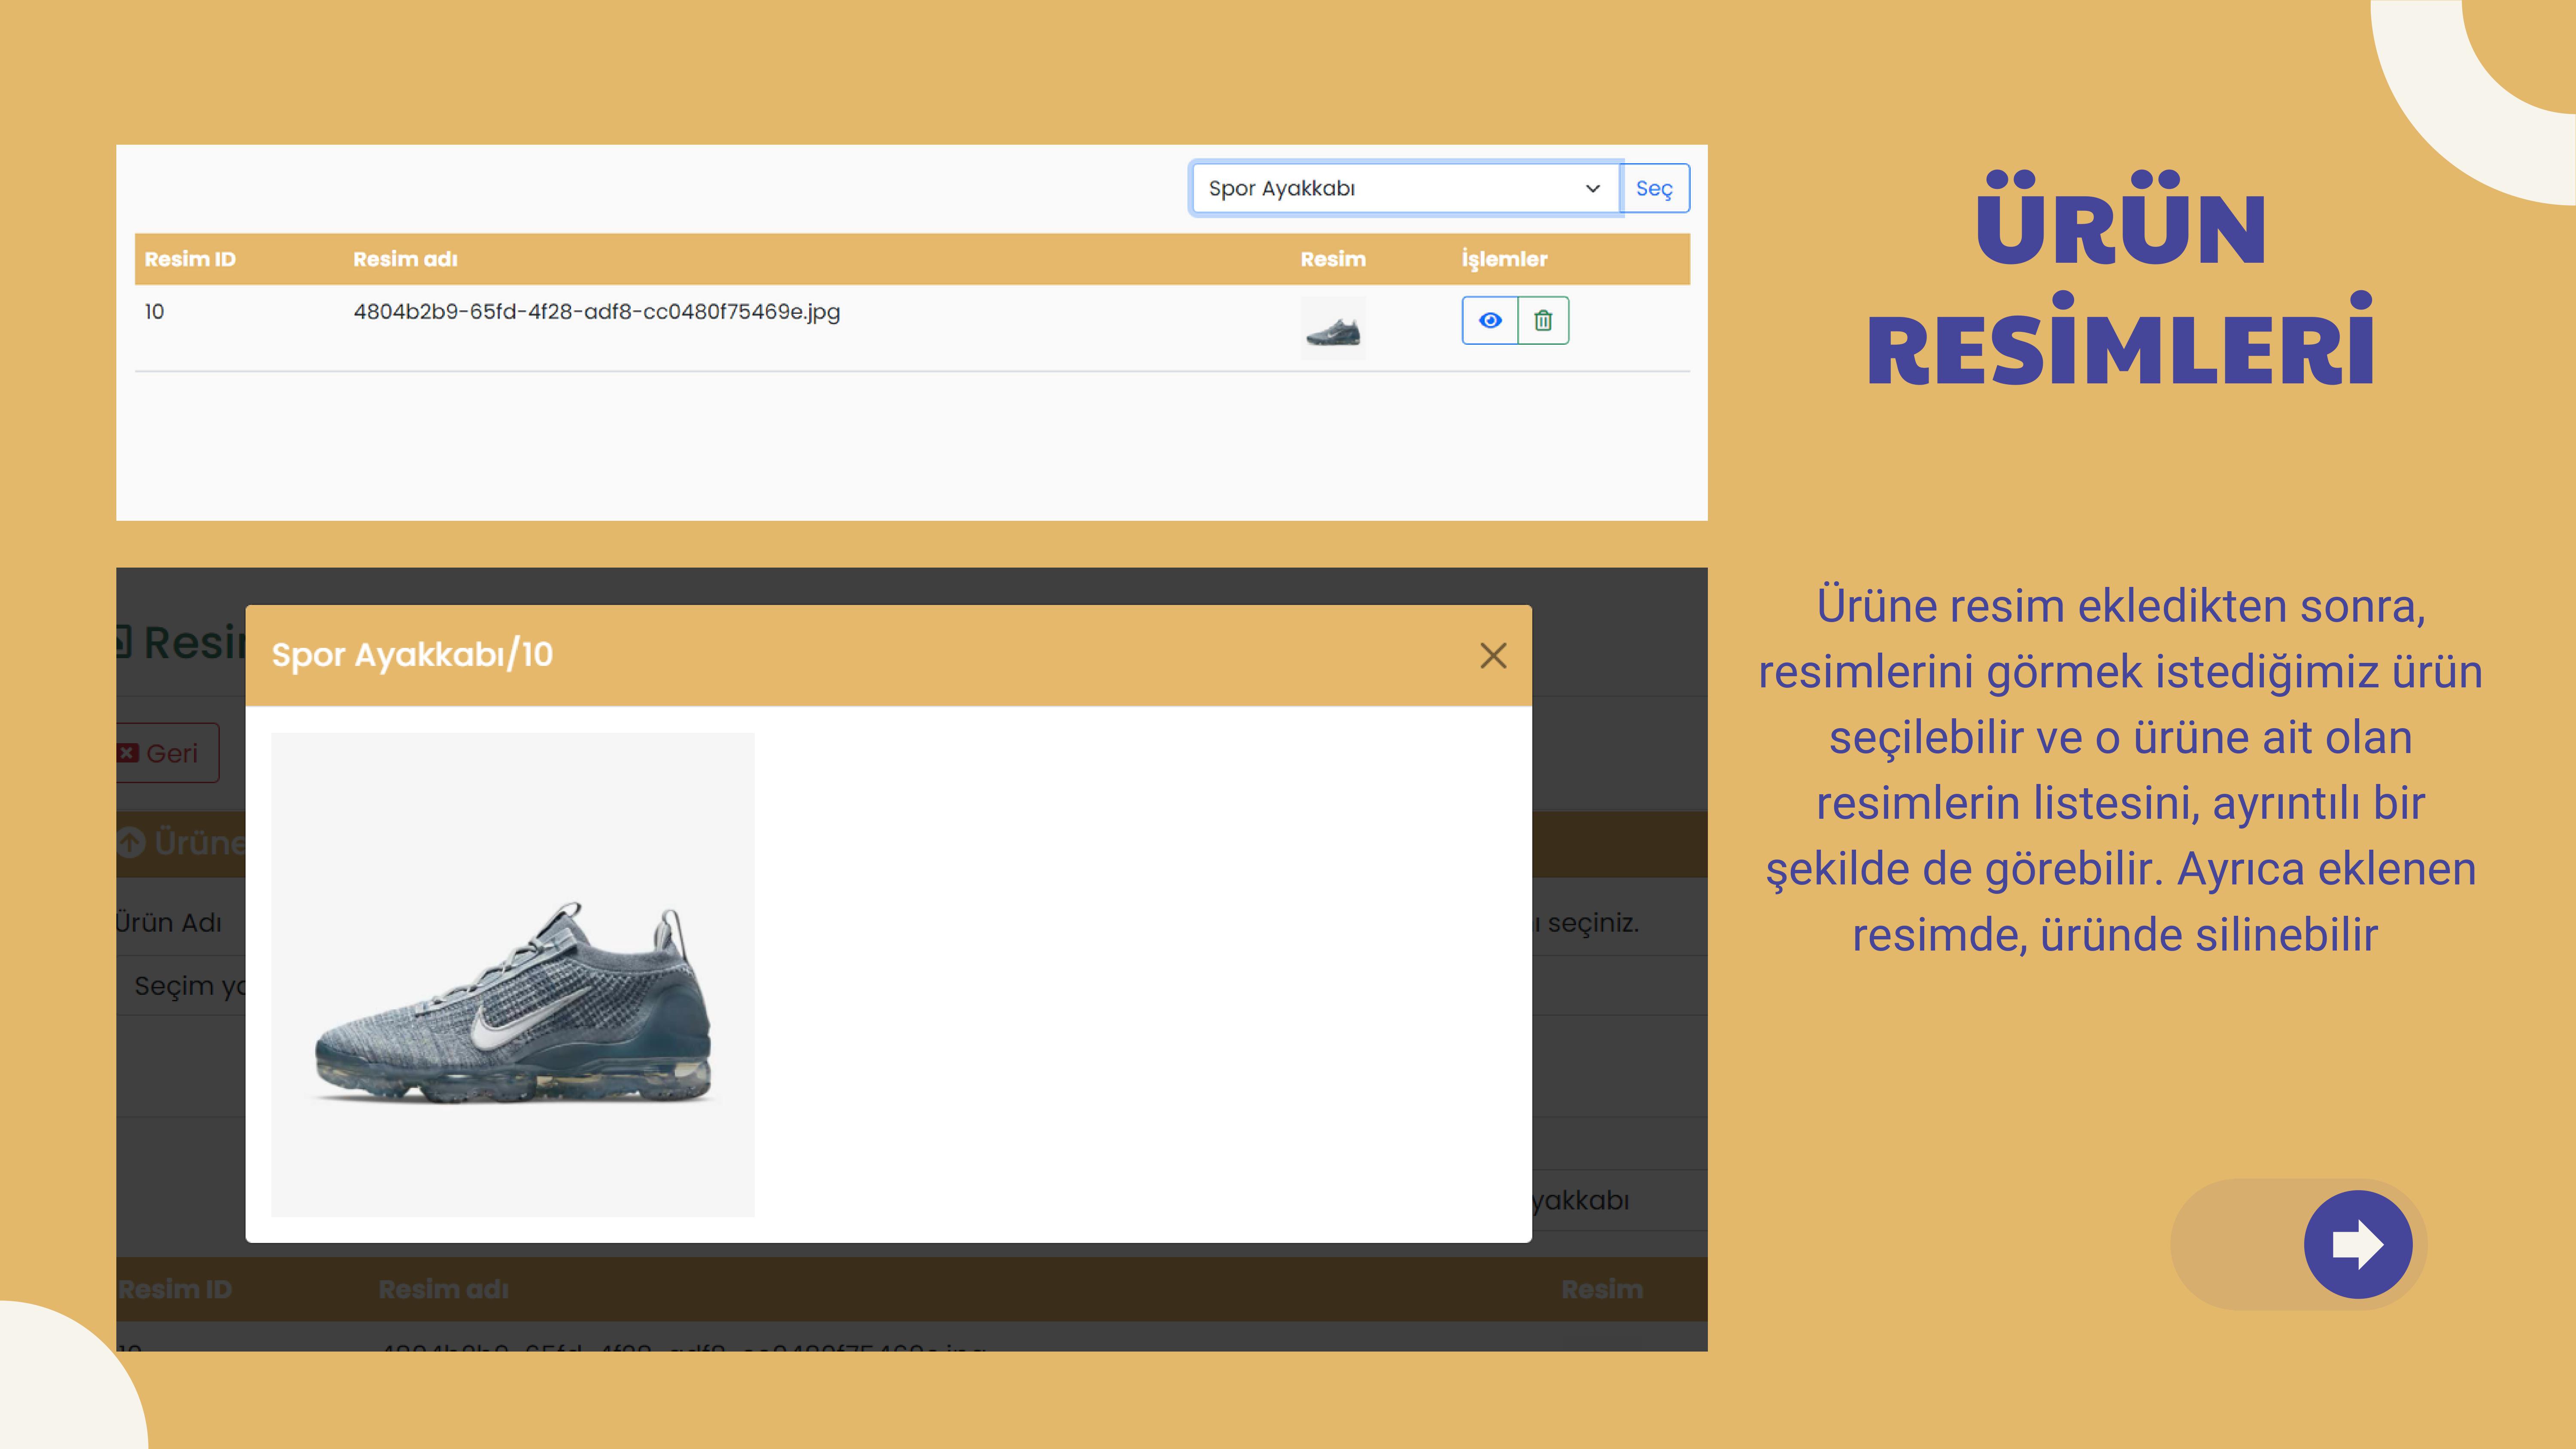 Spor Ayakkabı
Seç
Resim ID Resim adı Resim İşlemler
10 4804b2b9-65fd-4f28-adf8-cc0480f75469e.jpg
ÜRÜN
RESİMLERİ
Spor Ayakkabı/10
Geri
Ürüne
Ürün Adı
ı seçiniz.
Seçim
yakkabı
Resim ID Resim adı Resim
Ürüne resim ekledikten sonra,
resimlerini görmek istediğimiz ürün
seçilebilir ve o ürüne ait olan
resimlerin listesini, ayrıntılı bir
şekilde de görebilir. Ayrıca eklenen
resimde, üründe silinebilir